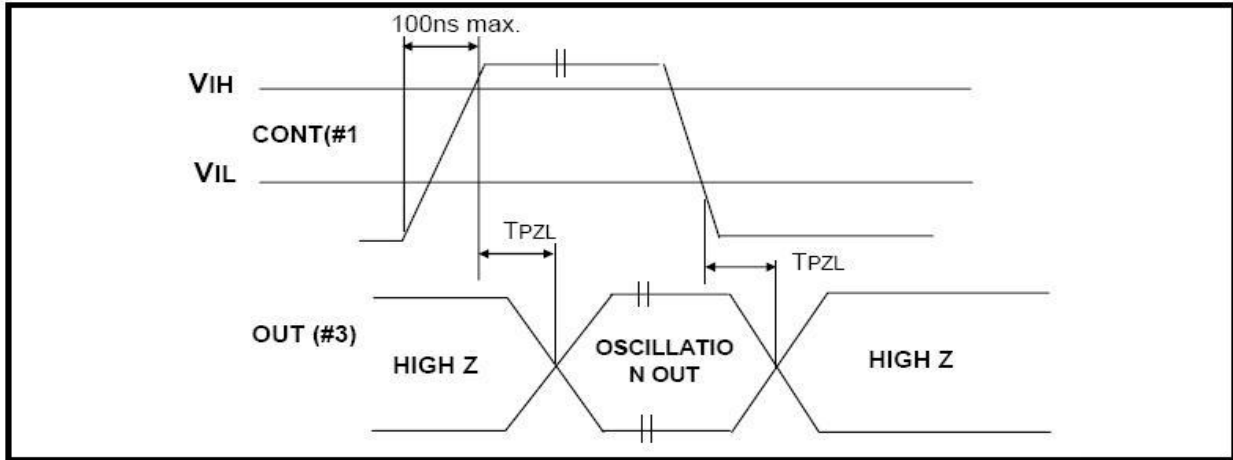 100ns max.
VIH
CONT(#1
VIL
TPZL
TPZL
OUT (#3)
HIGH Z
OSCILLATIO
N OUT
HIGH Z